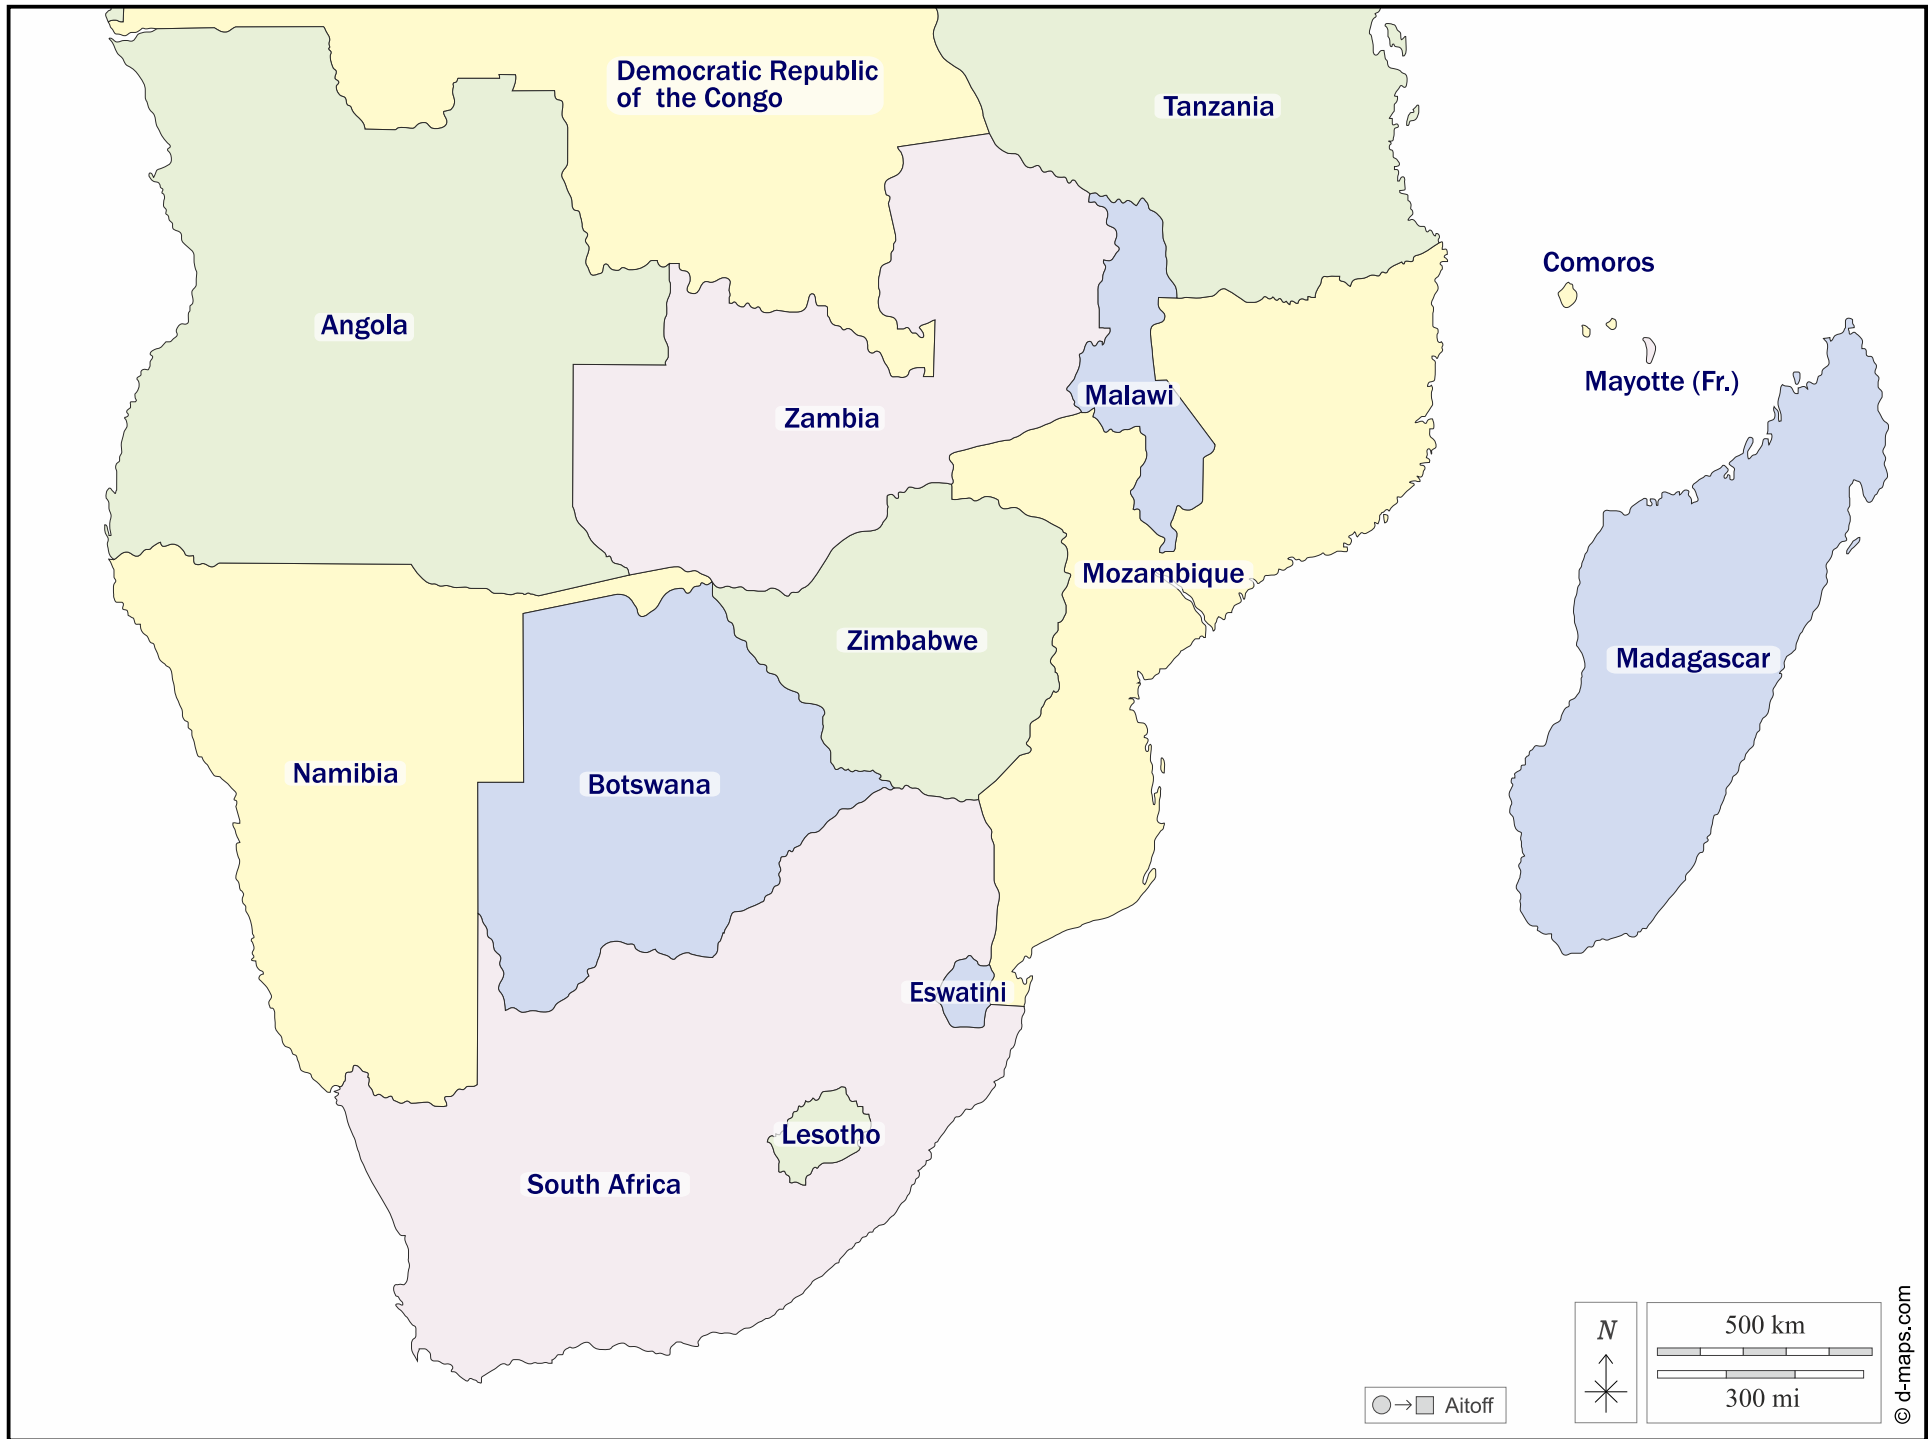 Democratic Republic
of the Congo
Tanzania
Comoros
Angola
Mayotte (Fr.)
Malawi
Zambia
Mozambique
Zimbabwe
Madagascar
Namibia
Botswana
Eswatini
Lesotho
South Africa
N
500 km
300 mi
Aitoff
© d-maps.com